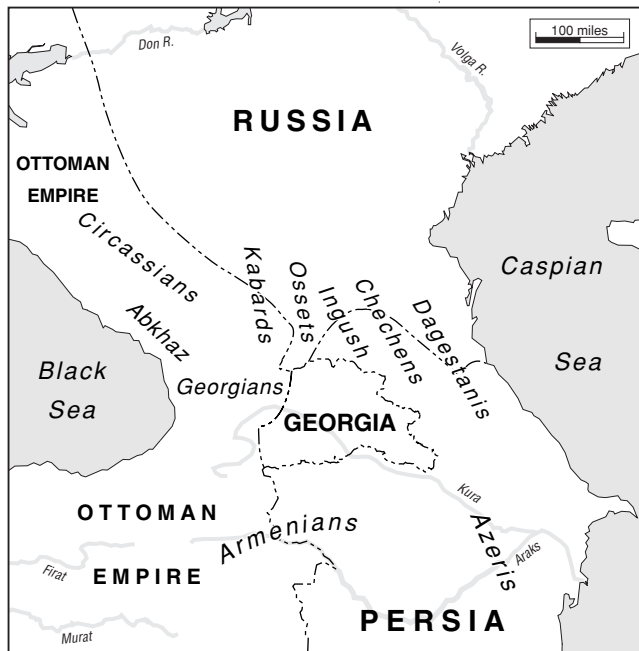 100 miles
Don R.
Volga R.
RUSSIA
OTTOMAN
EMPIRE
Circassians
Kabards
Ossets
Ingush
Chechens
Dagestanis
Caspian
Sea
Abkhaz
Black
Sea
Georgians
GEORGIA
OTTOMAN
EMPIRE
Armenians
Kura
Azeris
Araks
Firat
Murat
PERSIA